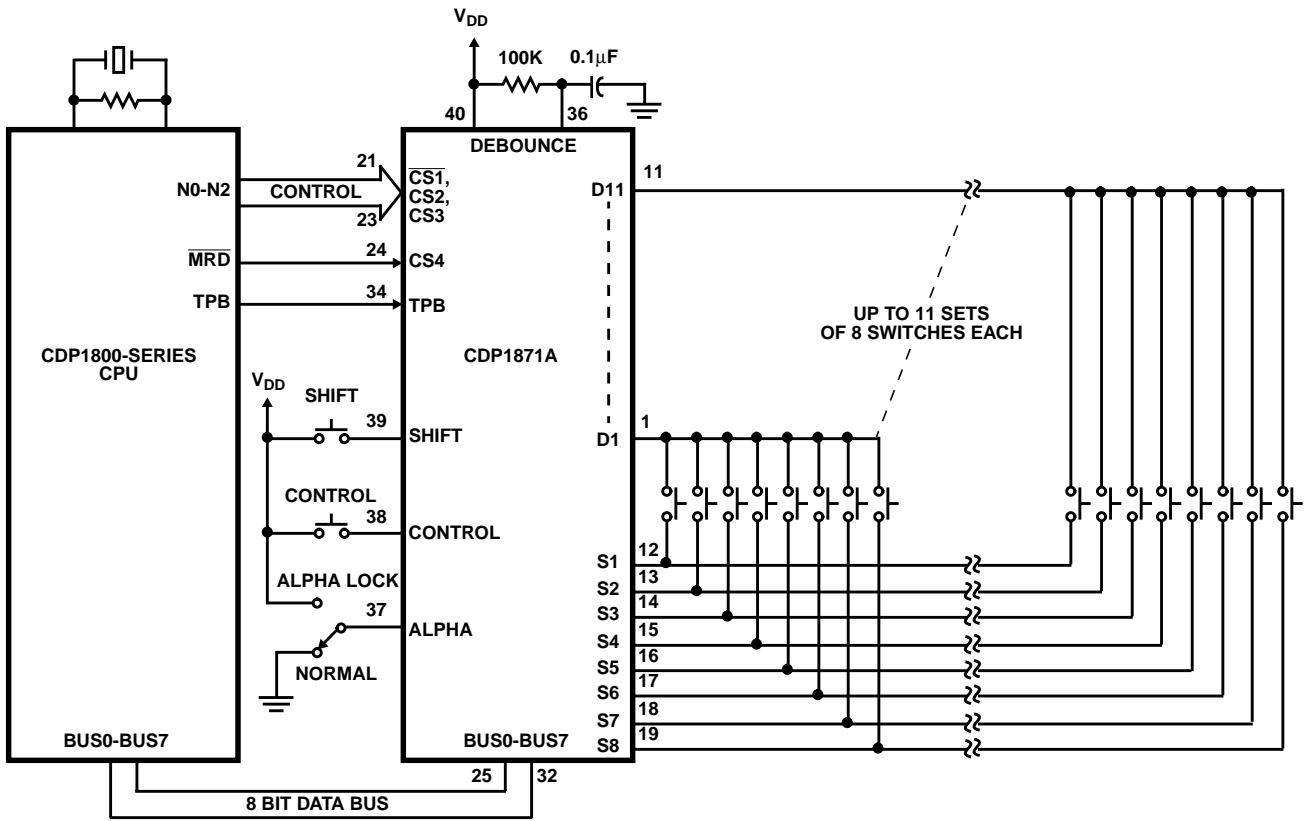 VDD
100K
0.1µF
40
36
DEBOUNCE
N0-N2
21
CONTROL
23
CS1,
CS2,
CS3
MRD
24
CS4
TPB
34
TPB
CDP1800-SERIES
CPU
CDP1871A
VDD
SHIFT
39
SHIFT
CONTROL
38
CONTROL
ALPHA LOCK
37
ALPHA
NORMAL
BUS0-BUS7
BUS0-BUS7
25
32
8 BIT DATA BUS
D11
11
UP TO 11 SETS
OF 8 SWITCHES EACH
D1
1
S1
12
S2
13
S3
14
S4
15
S5
16
S6
17
S7
18
S8
19